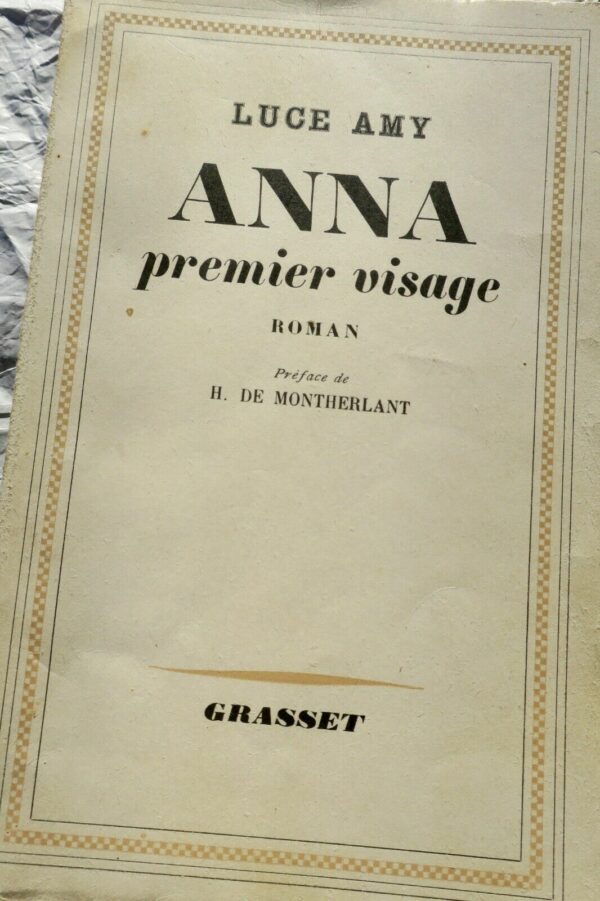 LUCE AMY
ANNA
premier visage
ROMAN
Préface de
H. DE MONTHERLANT
GRASSET